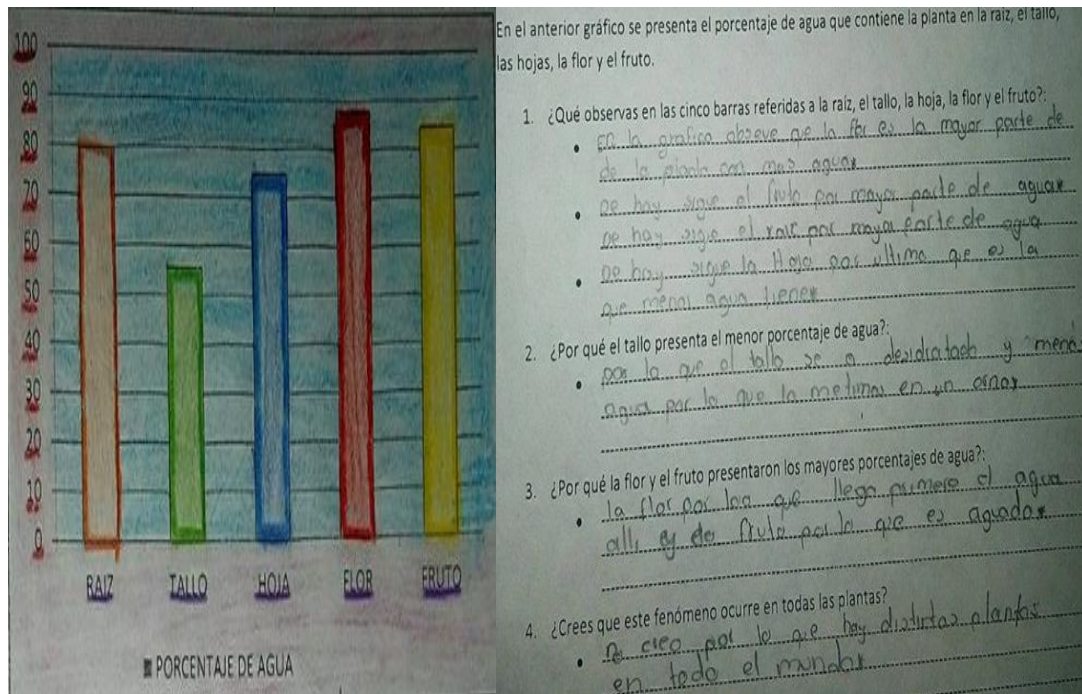 100
90
80
70
60
50
40
30
20
10
0
RAIZ TALLO HOJA FLOR FRUTO
PORCENTAJE DE AGUA
En el anterior gráfico se presenta el porcentaje de agua que contiene la planta en la raíz, el tallo,
las hojas, la flor y el fruto.
1. ¿Qué observas en las cinco barras referidas a la raíz, el tallo, la hoja, la flor y el fruto?:
• En la grafica obseve que la flor es la mayor parte de
de la planta con mas agua
• De hay sigue el fruto por mayor parte de agua
De hay sigue el raiz por mayor parte de agua
• De hay sigue la Hoja por ultimo que es la
que menos agua tiene
2. ¿Por qué el tallo presenta el menor porcentaje de agua?:
• por lo que el tallo se a desidratado y meno
agua por lo que lo metimos en un
3. ¿Por qué la flor y el fruto presentaron los mayores porcentajes de agua?:
• la flor por lo que llega primero el agua
alli y fruto por lo que es aguado
4. ¿Crees que este fenómeno ocurre en todas las plantas?
• No creo por lo que hay distintas plantas
en todo el mundo